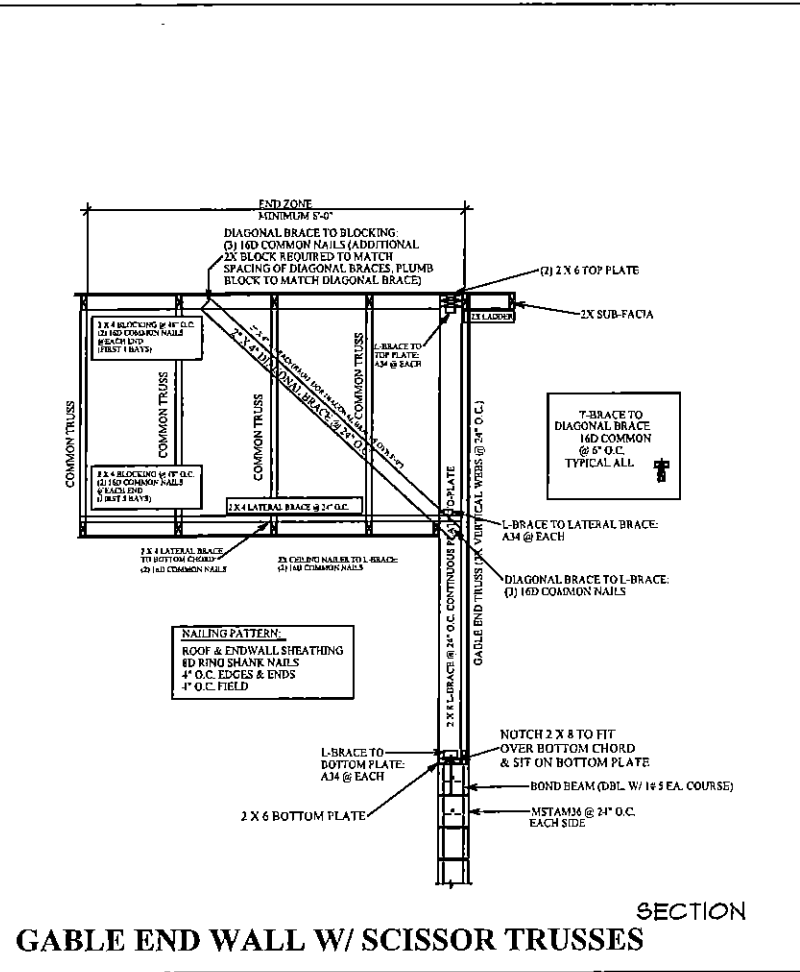 END ZONE
MINIMUM 8'-0"
DIAGONAL BRACE TO BLOCKING:
(3) 16D COMMON NAILS (ADDITIONAL
2X BLOCK REQUIRED TO MATCH
SPACING OF DIAGONAL BRACES, PLUMB
BLOCK TO MATCH DIAGONAL BRACE)
(2) 2 X 6 TOP PLATE
2X SUB-FACIA
2X LADDER
2 X 4 BLOCKING @ 48" O.C.
(2) 16D COMMON NAILS
@ EACH END
(FIRST 3 BAYS)
L-BRACE TO
TOP PLATE:
A34 @ EACH
2" X 4" DIAGONAL BRACE @ 24" O.C.
COMMON TRUSS
COMMON TRUSS
COMMON TRUSS
COMMON TRUSS
T-BRACE TO
DIAGONAL BRACE
16D COMMON
@ 6" O.C.
TYPICAL ALL
2 X 4 BLOCKING @ 48" O.C.
(2) 16D COMMON NAILS
@ EACH END
(FIRST 3 BAYS)
2 X 4 LATERAL BRACE @ 24" O.C.
L-BRACE TO LATERAL BRACE:
A34 @ EACH
2 X 4 LATERAL BRACE
TO BOTTOM CHORD
(2) 16D COMMON NAILS
2X CEILING NAILER TO L-BRACE:
(2) 16D COMMON NAILS
DIAGONAL BRACE TO L-BRACE:
(3) 16D COMMON NAILS
2 X 8 L-BRACE @ 24" O.C. CONTINUOUS
GABLE END TRUSS (2X VERTICAL WEBS @ 24" O.C.)
NAILING PATTERN:
ROOF & ENDWALL SHEATHING
8D RING SHANK NAILS
4" O.C. EDGES & ENDS
4" O.C. FIELD
L-BRACE TO
BOTTOM PLATE:
A34 @ EACH
NOTCH 2 X 8 TO FIT
OVER BOTTOM CHORD
& SIT ON BOTTOM PLATE
BOND BEAM (DBL. W/ 1# 5 EA. COURSE)
2 X 6 BOTTOM PLATE
MSTAM36 @ 24" O.C.
EACH SIDE
SECTION
GABLE END WALL W/ SCISSOR TRUSSES